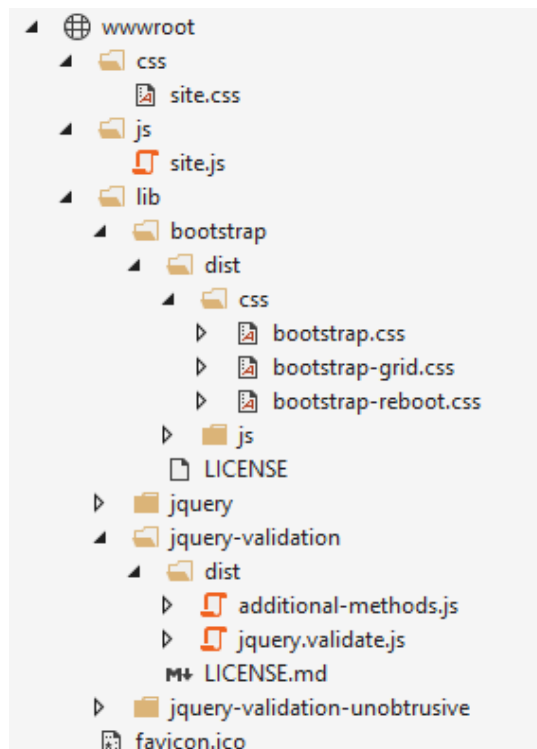 wwwroot
css
site.css
js
site.js
lib
bootstrap
dist
css
bootstrap.css
bootstrap-grid.css
bootstrap-reboot.css
js
LICENSE
jquery
jquery-validation
dist
additional-methods.js
jquery.validate.js
LICENSE.md
jquery-validation-unobtrusive
favicon.ico